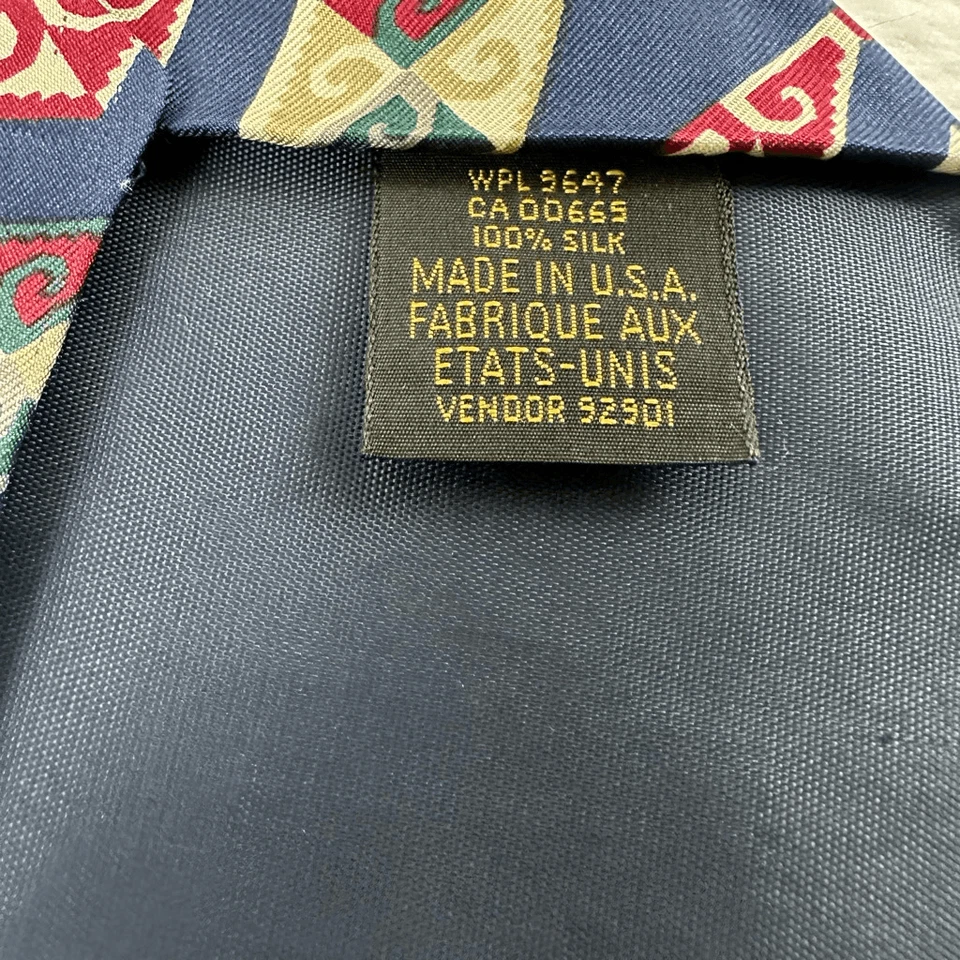 WPL 9647
CA 00665
100% SILK
MADE IN U.S.A.
FABRIQUE AUX
ETATS-UNIS
VENDOR 92901